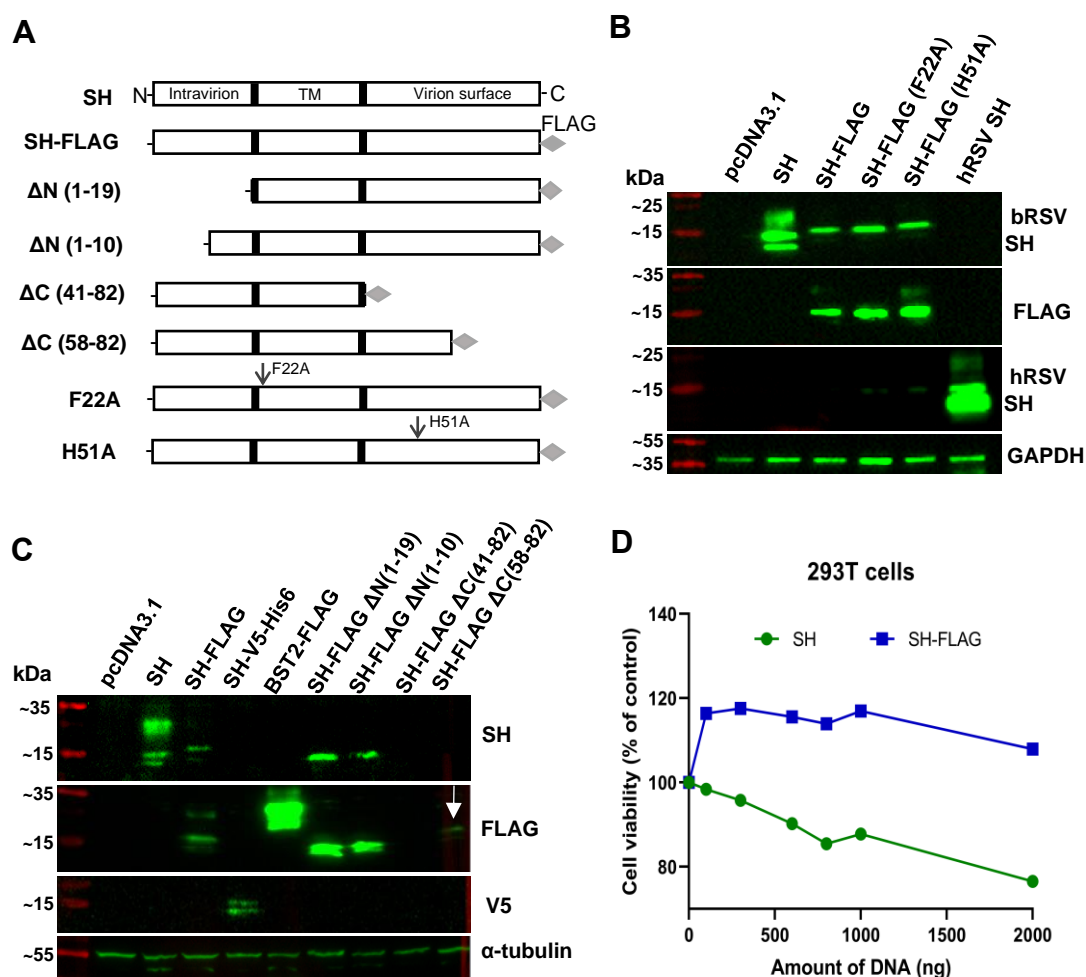 A
SH
N
Intravirion
TM
Virion surface
C
SH-FLAG
FLAG
ΔN (1-19)
ΔN (1-10)
ΔC (41-82)
ΔC (58-82)
F22A
F22A
H51A
H51A
B
pcDNA3.1
SH
SH-FLAG
SH-FLAG (F22A)
SH-FLAG (H51A)
hRSV SH
kDa
~25
~15
bRSV
SH
~35
~15
FLAG
~25
~15
hRSV
SH
~55
~35
GAPDH
C
pcDNA3.1
SH
SH-FLAG
SH-V5-His6
BST2-FLAG
SH-FLAG ΔN(1-19)
SH-FLAG ΔN(1-10)
SH-FLAG ΔC(41-82)
SH-FLAG ΔC(58-82)
kDa
~35
~15
SH
~35
~15
FLAG
~15
V5
~55
α-tubulin
D
293T cells
SH
SH-FLAG
Cell viability (% of control)
140
120
100
80
0
500
1000
1500
2000
Amount of DNA (ng)